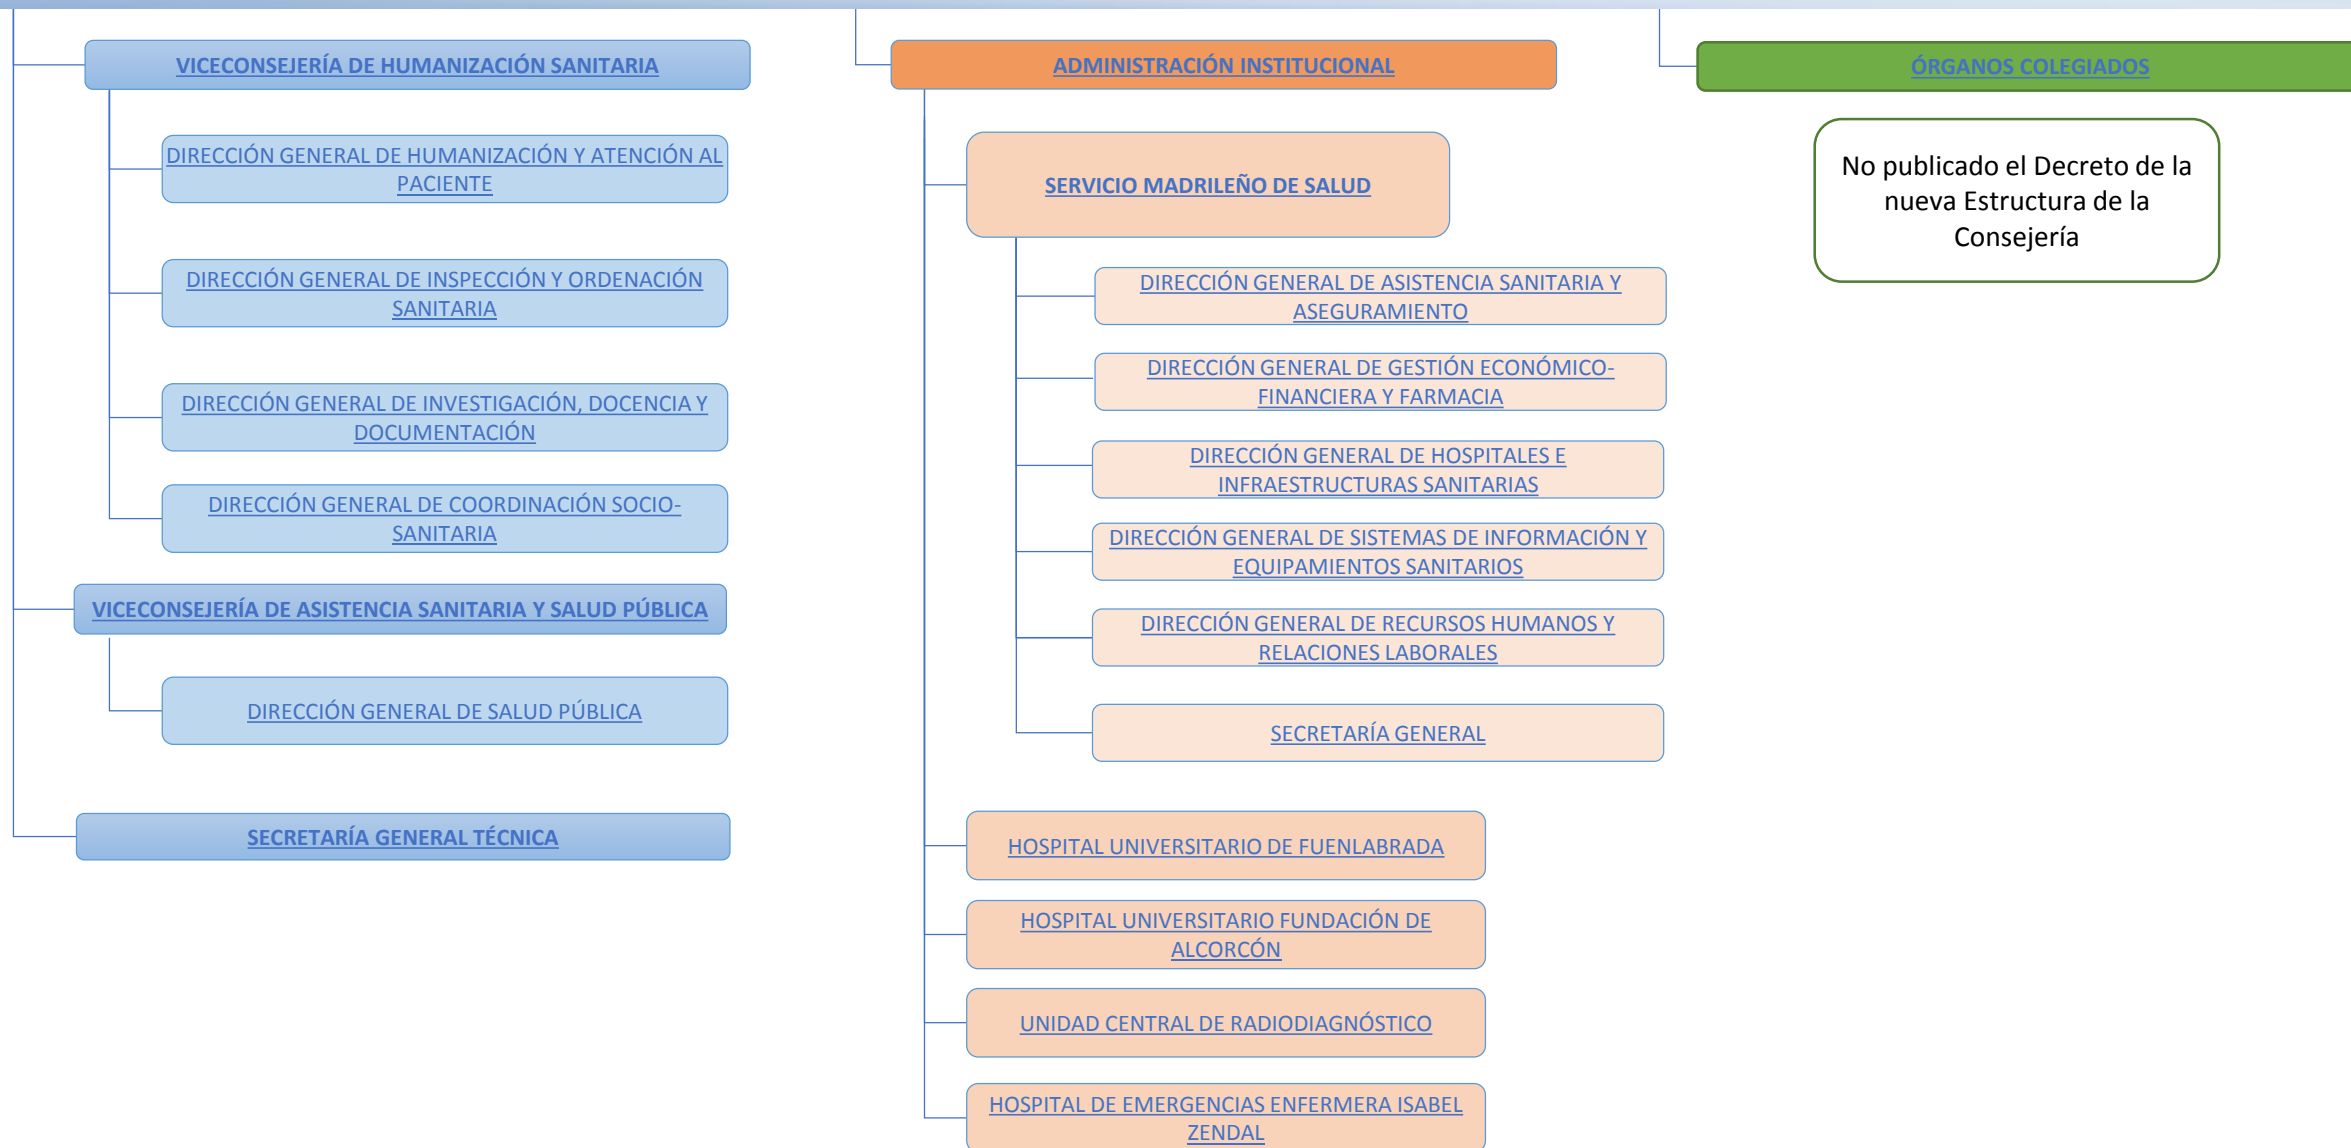 VICECONSEJERÍA DE HUMANIZACIÓN SANITARIA
DIRECCIÓN GENERAL DE HUMANIZACIÓN Y ATENCIÓN AL
PACIENTE
DIRECCIÓN GENERAL DE INSPECCIÓN Y ORDENACIÓN
SANITARIA
DIRECCIÓN GENERAL DE INVESTIGACIÓN, DOCENCIA Y
DOCUMENTACIÓN
DIRECCIÓN GENERAL DE COORDINACIÓN SOCIO-
SANITARIA
VICECONSEJERÍA DE ASISTENCIA SANITARIA Y SALUD PÚBLICA
DIRECCIÓN GENERAL DE SALUD PÚBLICA
SECRETARÍA GENERAL TÉCNICA
ADMINISTRACIÓN INSTITUCIONAL
SERVICIO MADRILEÑO DE SALUD
DIRECCIÓN GENERAL DE ASISTENCIA SANITARIA Y
ASEGURAMIENTO
DIRECCIÓN GENERAL DE GESTIÓN ECONÓMICO-
FINANCIERA Y FARMACIA
DIRECCIÓN GENERAL DE HOSPITALES E
INFRAESTRUCTURAS SANITARIAS
DIRECCIÓN GENERAL DE SISTEMAS DE INFORMACIÓN Y
EQUIPAMIENTOS SANITARIOS
DIRECCIÓN GENERAL DE RECURSOS HUMANOS Y
RELACIONES LABORALES
SECRETARÍA GENERAL
HOSPITAL UNIVERSITARIO DE FUENLABRADA
HOSPITAL UNIVERSITARIO FUNDACIÓN DE
ALCORCÓN
UNIDAD CENTRAL DE RADIODIAGNÓSTICO
HOSPITAL DE EMERGENCIAS ENFERMERA ISABEL
ZENDAL
ÓRGANOS COLEGIADOS
No publicado el Decreto de la
nueva Estructura de la
Consejería